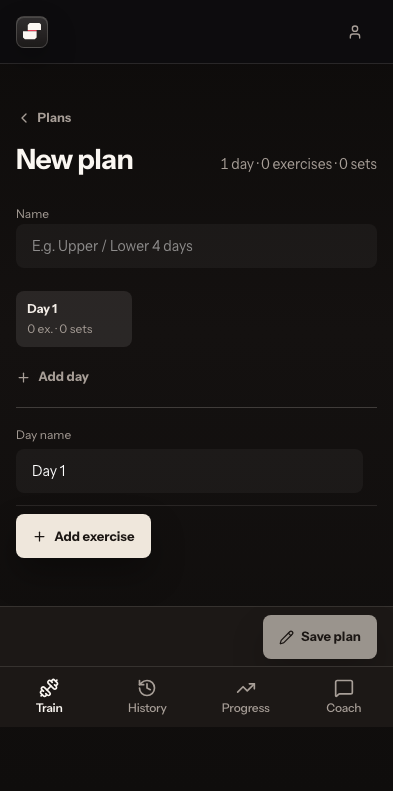 Plans
New plan
1 day · 0 exercises · 0 sets
Name
E.g. Upper / Lower 4 days
Day 1
0 ex. · 0 sets
Add day
Day name
Day 1
Add exercise
Save plan
Train
History
Progress
Coach